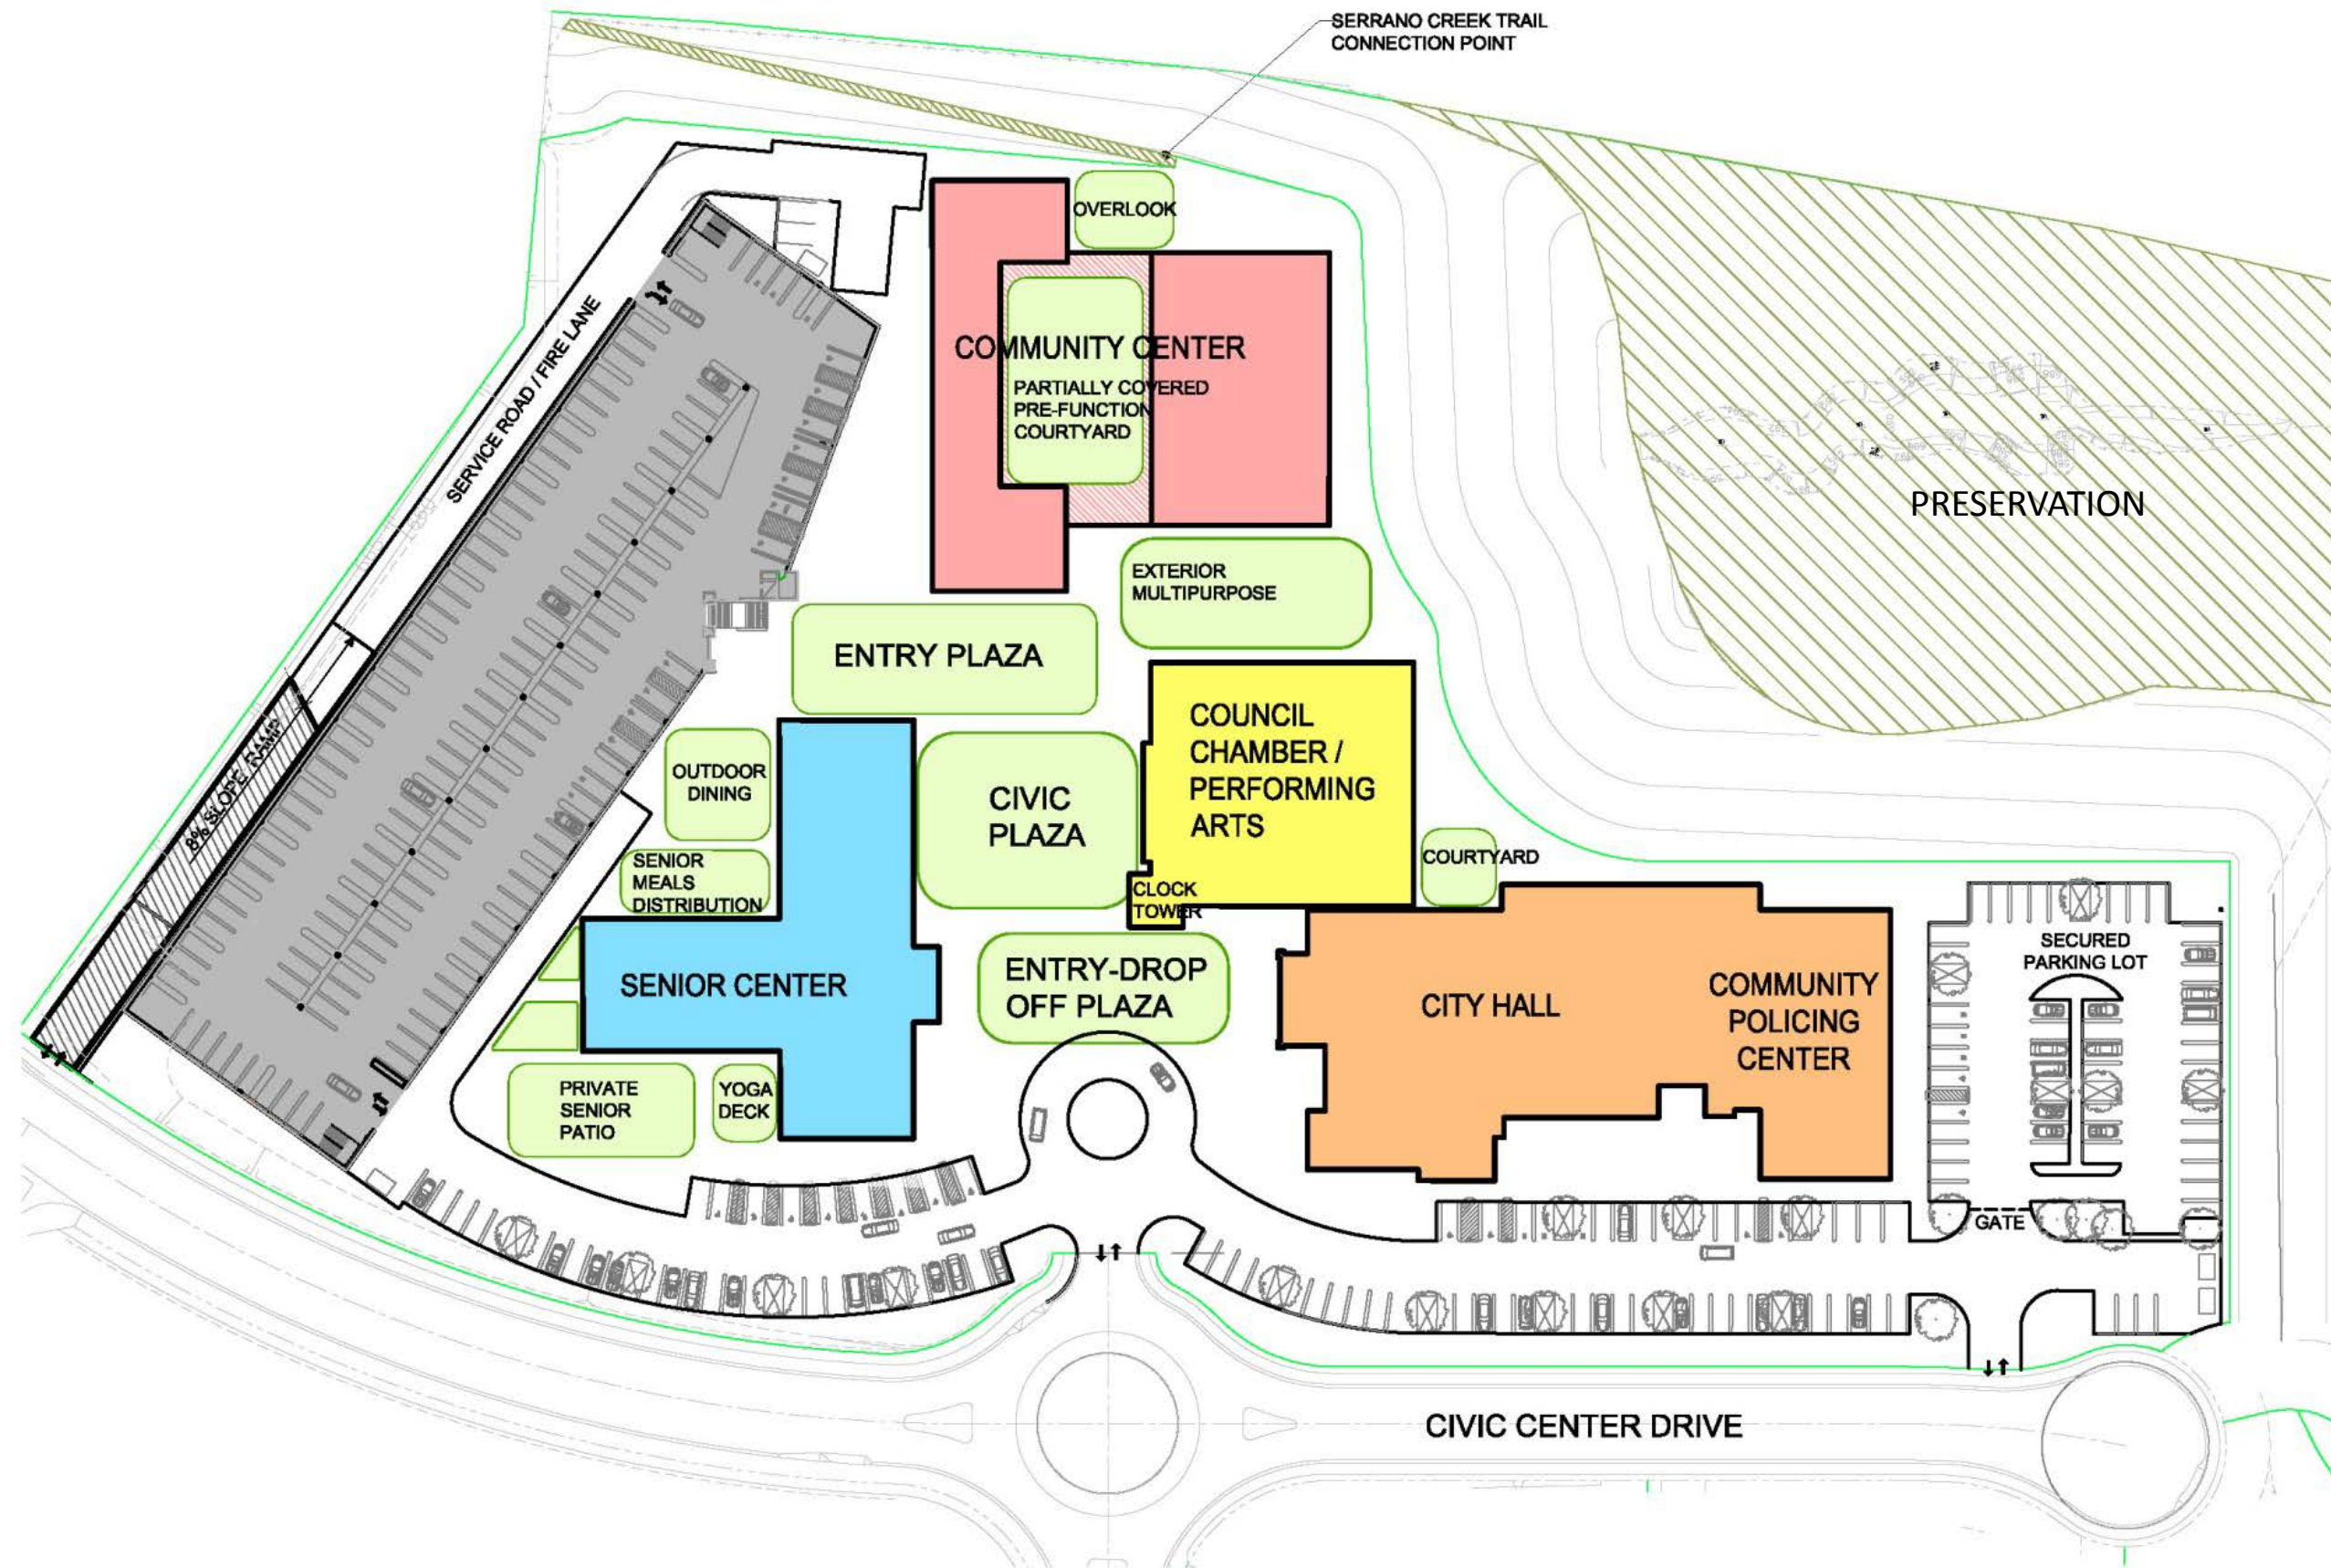 SERRANO CREEK TRAIL
CONNECTION POINT
OVERLOOK
SERVICE ROAD / FIRE LANE
COMMUNITY CENTER
PARTIALLY COVERED
PRE-FUNCTION
COURTYARD
PRESERVATION
EXTERIOR
MULTIPURPOSE
ENTRY PLAZA
8% SLOPE RAMP
OUTDOOR
DINING
CIVIC
PLAZA
COUNCIL
CHAMBER /
PERFORMING
ARTS
SENIOR
MEALS
DISTRIBUTION
CLOCK
TOWER
COURTYARD
SENIOR CENTER
ENTRY-DROP
OFF PLAZA
CITY HALL
COMMUNITY
POLICING
CENTER
SECURED
PARKING LOT
PRIVATE
SENIOR
PATIO
YOGA
DECK
GATE
CIVIC CENTER DRIVE